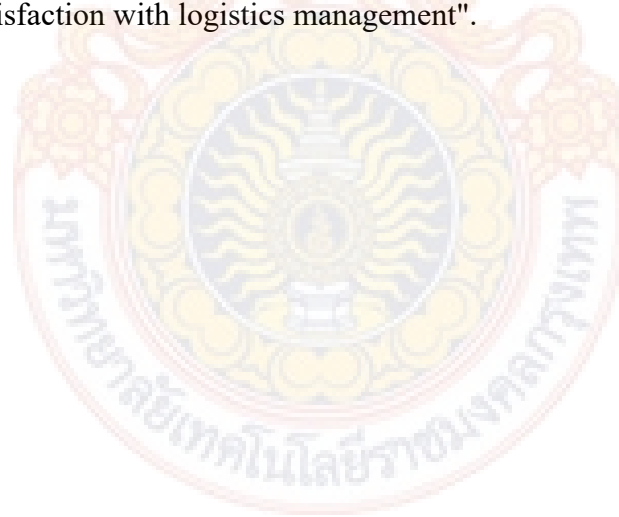 isfaction with logistics management".
มหาวิทยาลัยเทคโนโลยีราชมงคลกรุงเทพ